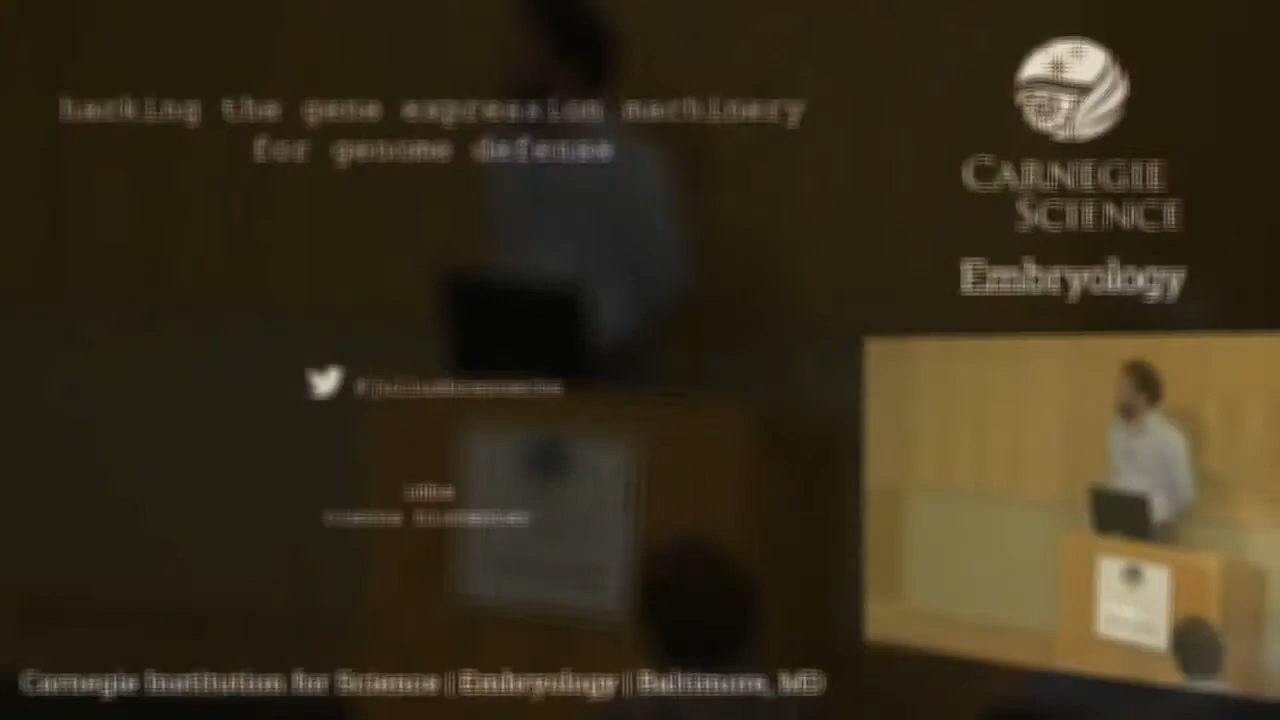 hacking the gene expression machinery
for genome defense
CARNEGIE
SCIENCE
Embryology
Carnegie Institution for Science | Embryology | Baltimore, MD